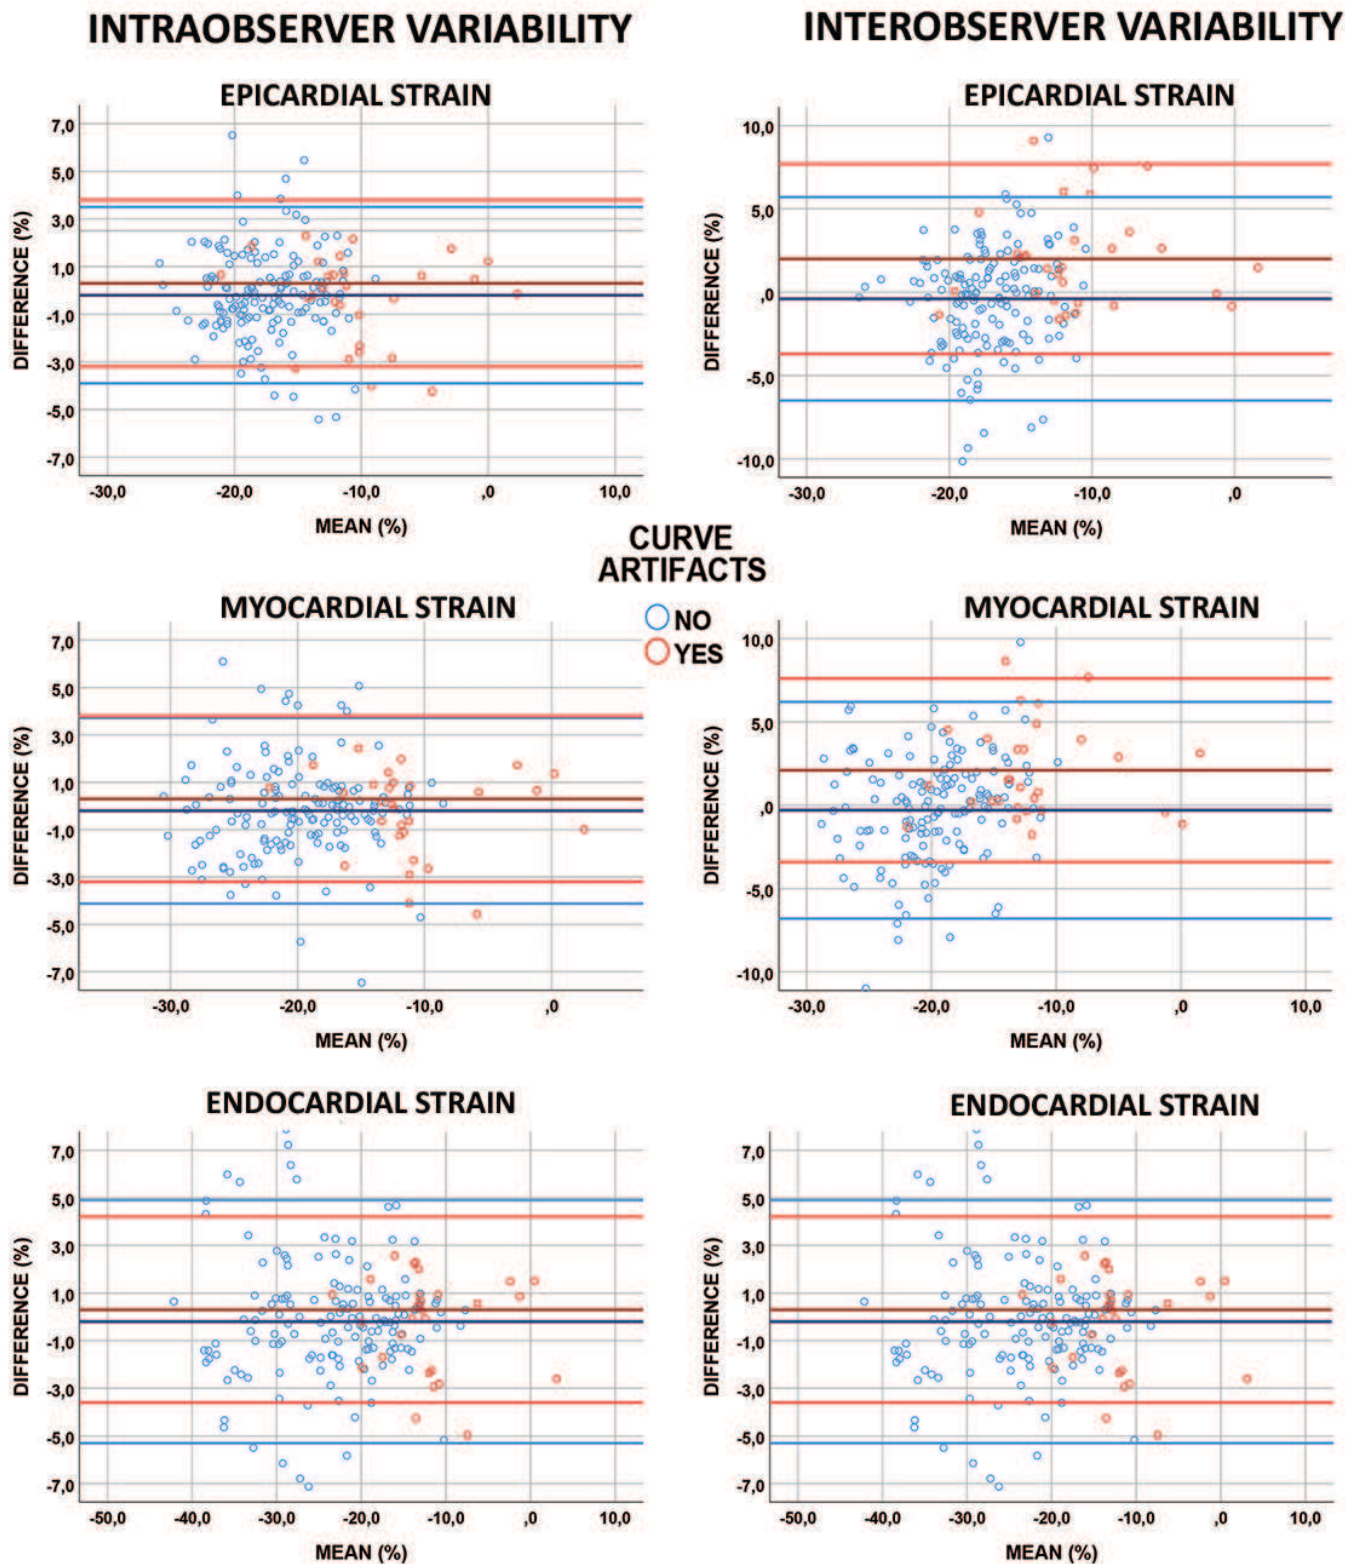 INTRAOBSERVER VARIABILITY
INTEROBSERVER VARIABILITY
EPICARDIAL STRAIN
7,0
5,0
3,0
1,0
-1,0
-3,0
-5,0
-7,0
DIFFERENCE (%)
-30,0 -20,0 -10,0 ,0 10,0
MEAN (%)
EPICARDIAL STRAIN
10,0
5,0
,0
-5,0
-10,0
DIFFERENCE (%)
-30,0 -20,0 -10,0 ,0
MEAN (%)
CURVE
ARTIFACTS
NO
YES
MYOCARDIAL STRAIN
7,0
5,0
3,0
1,0
-1,0
-3,0
-5,0
-7,0
DIFFERENCE (%)
-30,0 -20,0 -10,0 ,0
MEAN (%)
MYOCARDIAL STRAIN
10,0
5,0
,0
-5,0
-10,0
DIFFERENCE (%)
-30,0 -20,0 -10,0 ,0 10,0
MEAN (%)
ENDOCARDIAL STRAIN
7,0
5,0
3,0
1,0
-1,0
-3,0
-5,0
-7,0
DIFFERENCE (%)
-50,0 -40,0 -30,0 -20,0 -10,0 ,0 10,0
MEAN (%)
ENDOCARDIAL STRAIN
7,0
5,0
3,0
1,0
-1,0
-3,0
-5,0
-7,0
DIFFERENCE (%)
-50,0 -40,0 -30,0 -20,0 -10,0 ,0 10,0
MEAN (%)